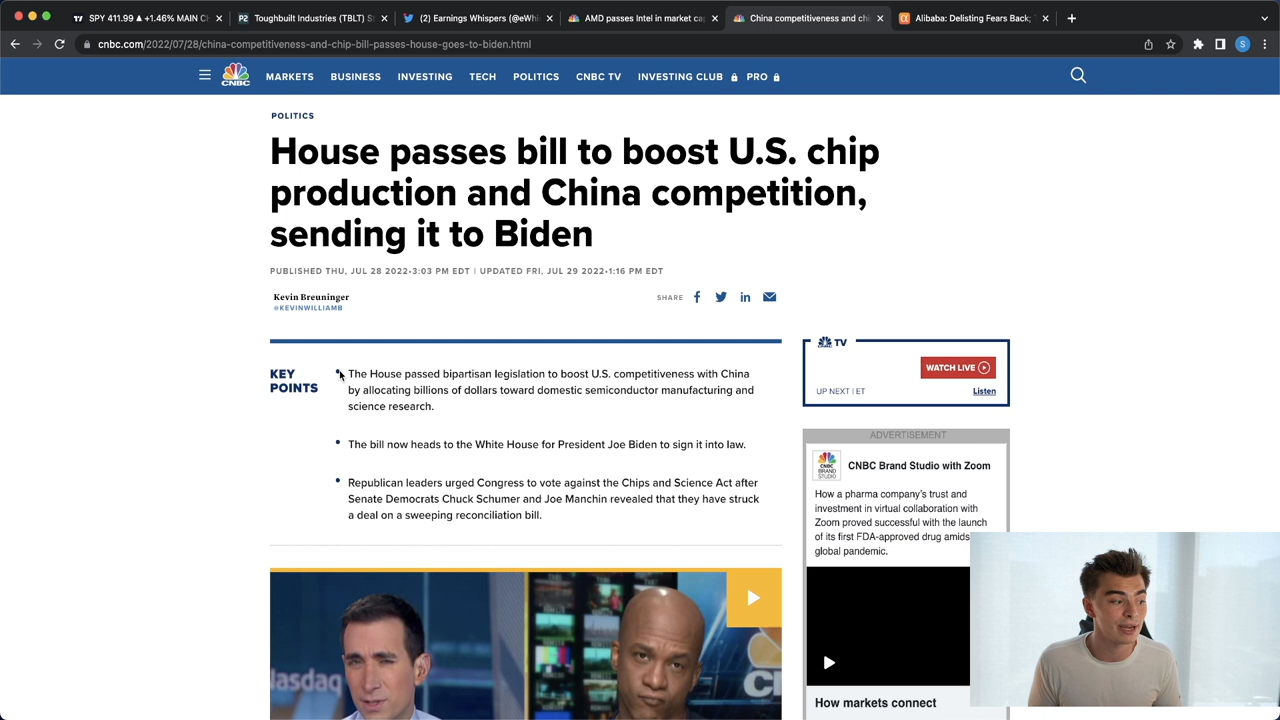 SPY 411.99 ▲ +1.46% MAIN C
Toughbuilt Industries (TBLT) S
(2) Earnings Whispers (@eWh
AMD passes Intel in market ca
China competitiveness and ch
Alibaba: Delisting Fears Back;
cnbc.com/2022/07/28/china-competitiveness-and-chip-bill-passes-house-goes-to-biden.html
S
CNBC
MARKETS BUSINESS INVESTING TECH POLITICS CNBC TV INVESTING CLUB PRO
POLITICS
House passes bill to boost U.S. chip
production and China competition,
sending it to Biden
PUBLISHED THU, JUL 28 2022•3:03 PM EDT | UPDATED FRI, JUL 29 2022•1:16 PM EDT
Kevin Breuninger
@KEVINWILLIAMB
SHARE
KEY
POINTS
The House passed bipartisan legislation to boost U.S. competitiveness with China
by allocating billions of dollars toward domestic semiconductor manufacturing and
science research.
The bill now heads to the White House for President Joe Biden to sign it into law.
Republican leaders urged Congress to vote against the Chips and Science Act after
Senate Democrats Chuck Schumer and Joe Manchin revealed that they have struck
a deal on a sweeping reconciliation bill.
TV
WATCH LIVE
UP NEXT | ET
Listen
ADVERTISEMENT
CNBC
BRAND
STUDIO
CNBC Brand Studio with Zoom
How a pharma company's trust and
investment in virtual collaboration with
Zoom proved successful with the launch
of its first FDA-approved drug amids
global pandemic.
How markets connect
Nasdaq